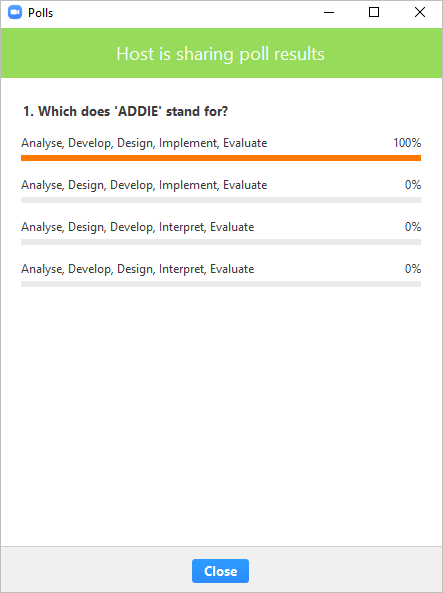 Polls
Host is sharing poll results
1. Which does 'ADDIE' stand for?
Analyse, Develop, Design, Implement, Evaluate 100%
Analyse, Design, Develop, Implement, Evaluate 0%
Analyse, Design, Develop, Interpret, Evaluate 0%
Analyse, Develop, Design, Interpret, Evaluate 0%
Close